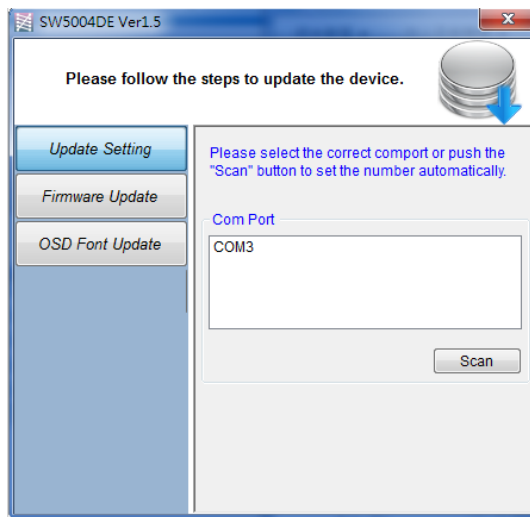 SW5004DE Ver1.5
Please follow the steps to update the device.
Update Setting
Firmware Update
OSD Font Update
Please select the correct comport or push the
"Scan" button to set the number automatically.
Com Port
COM3
Scan